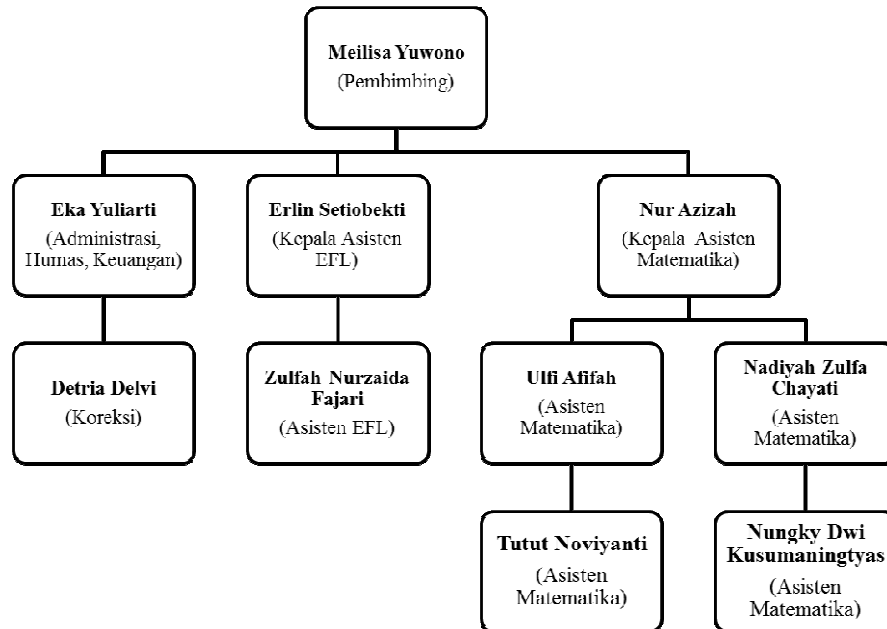 Meilisa Yuwono
(Pembimbing)
Eka Yuliarti
(Administrasi,
Humas, Keuangan)
Erlin Setiobekti
(Kepala Asisten
EFL)
Nur Azizah
(Kepala Asisten
Matematika)
Detria Delvi
(Koreksi)
Zulfah Nurzaida
Fajari
(Asisten EFL)
Ulfi Afifah
(Asisten
Matematika)
Nadiyah Zulfa
Chayati
(Asisten
Matematika)
Tutut Noviyanti
(Asisten
Matematika)
Nungky Dwi
Kusumaningtyas
(Asisten
Matematika)